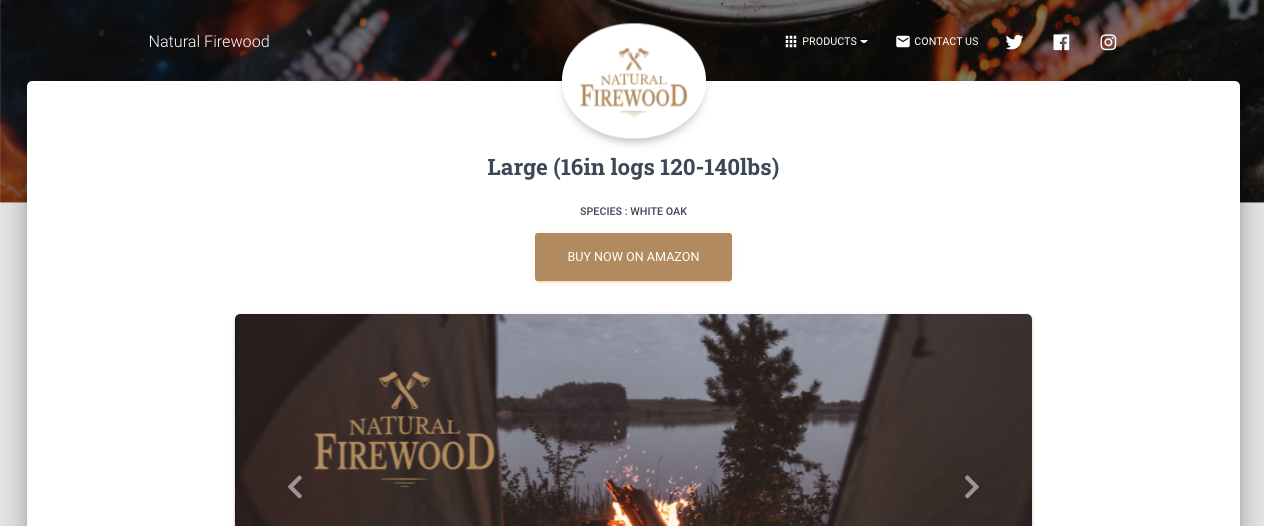 Natural Firewood
PRODUCTS
CONTACT US
NATURAL
FIREWOOD
Large (16in logs 120-140lbs)
SPECIES : WHITE OAK
BUY NOW ON AMAZON
NATURAL
FIREWOOD